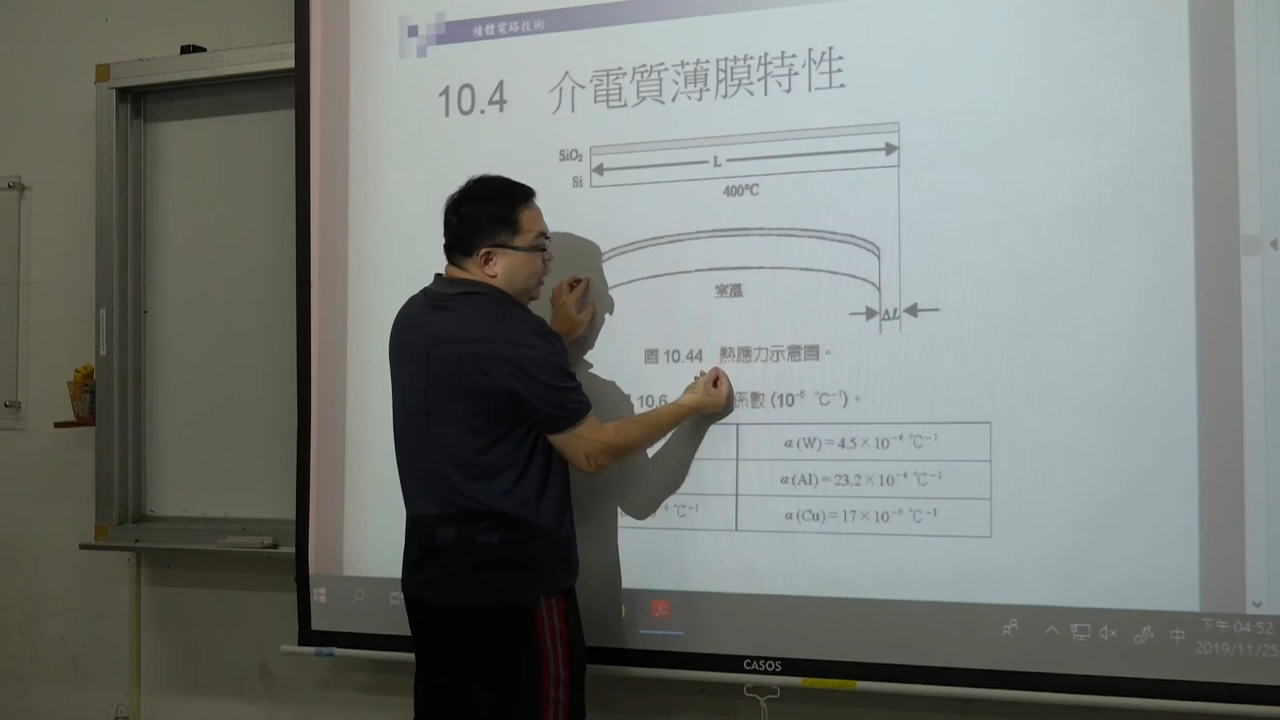 積體電路技術
10.4 介電質薄膜特性
SiO₂
L
Si
400°C
室溫
ΔL
圖 10.44 熱應力示意圖。
10.6 係數 (10⁻⁶ °C⁻¹)。
α(W) = 4.5 × 10⁻⁶ °C⁻¹
α(Al) = 23.2 × 10⁻⁶ °C⁻¹
°C⁻¹ α(Cu) = 17 × 10⁻⁶ °C⁻¹
中 下午 04:52
2019/11/25
CASOS